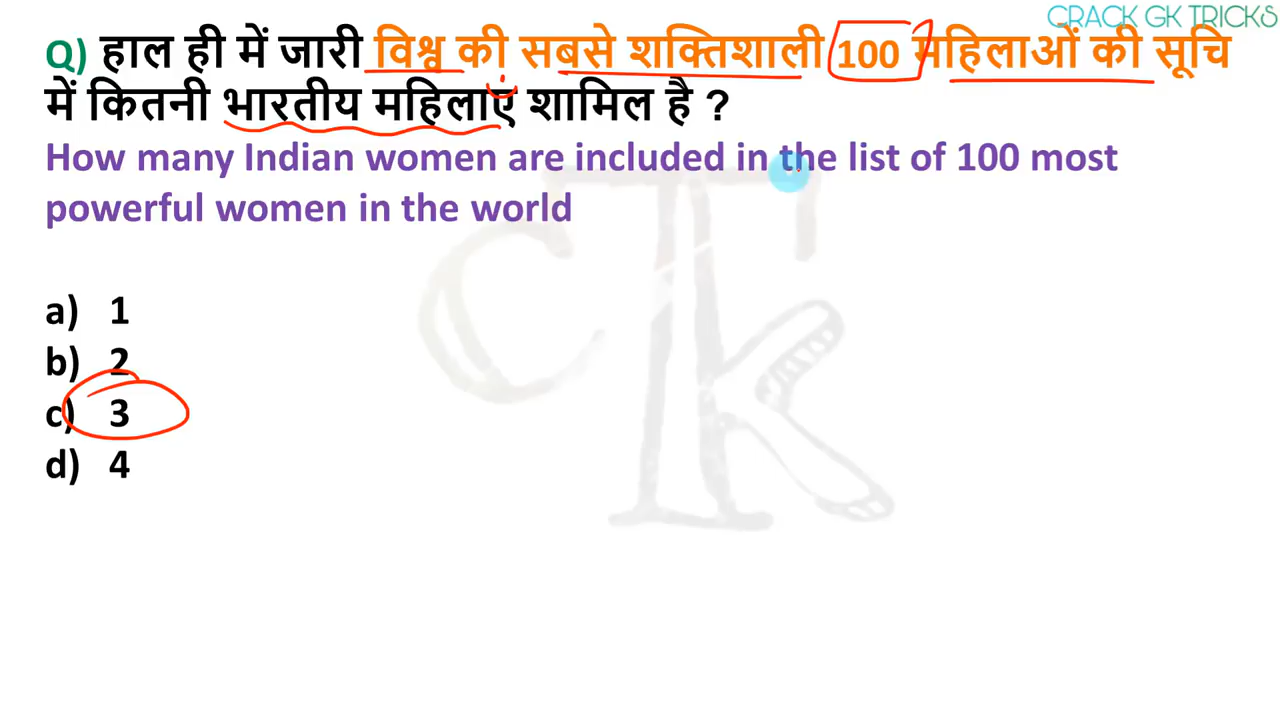 CRACK GK TRICKS
Q) हाल ही में जारी विश्व की सबसे शक्तिशाली 100 महिलाओं की सूचि
में कितनी भारतीय महिलाएं शामिल है ?
How many Indian women are included in the list of 100 most
powerful women in the world
a) 1
b) 2
c) 3
d) 4
CTk